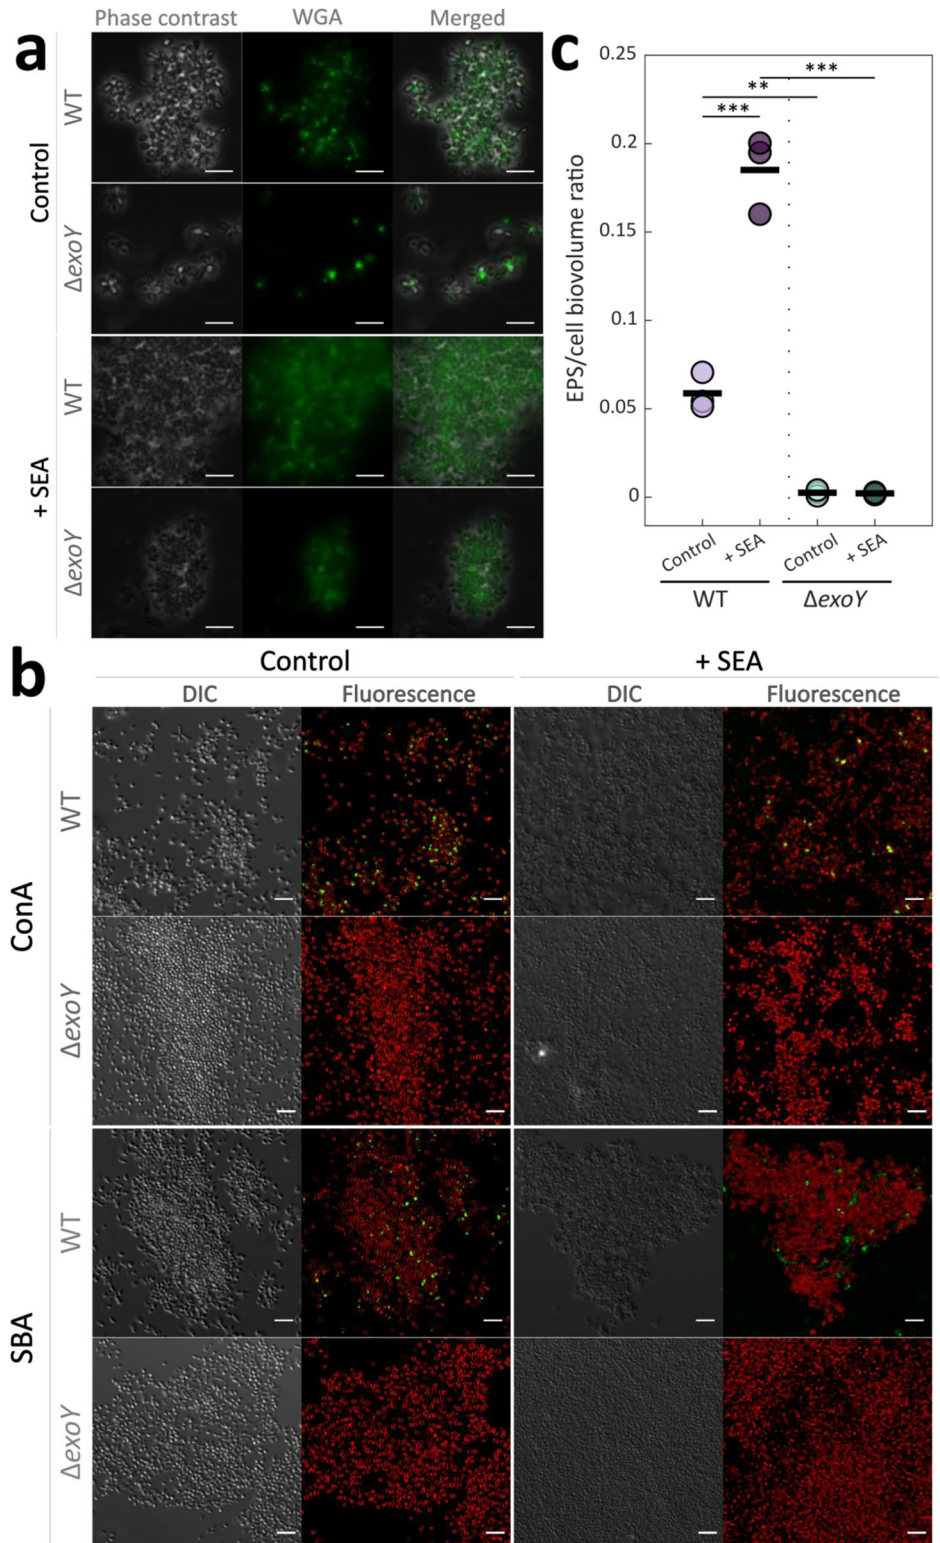 a
Phase contrast
WGA
Merged
Control
WT
ΔexoY
+ SEA
WT
ΔexoY
c
EPS/cell biovolume ratio
0.25
0.2
0.15
0.1
0.05
0
***
**
***
Control
+ SEA
Control
+ SEA
WT
ΔexoY
b
Control
+ SEA
DIC
Fluorescence
DIC
Fluorescence
ConA
WT
ΔexoY
SBA
WT
ΔexoY